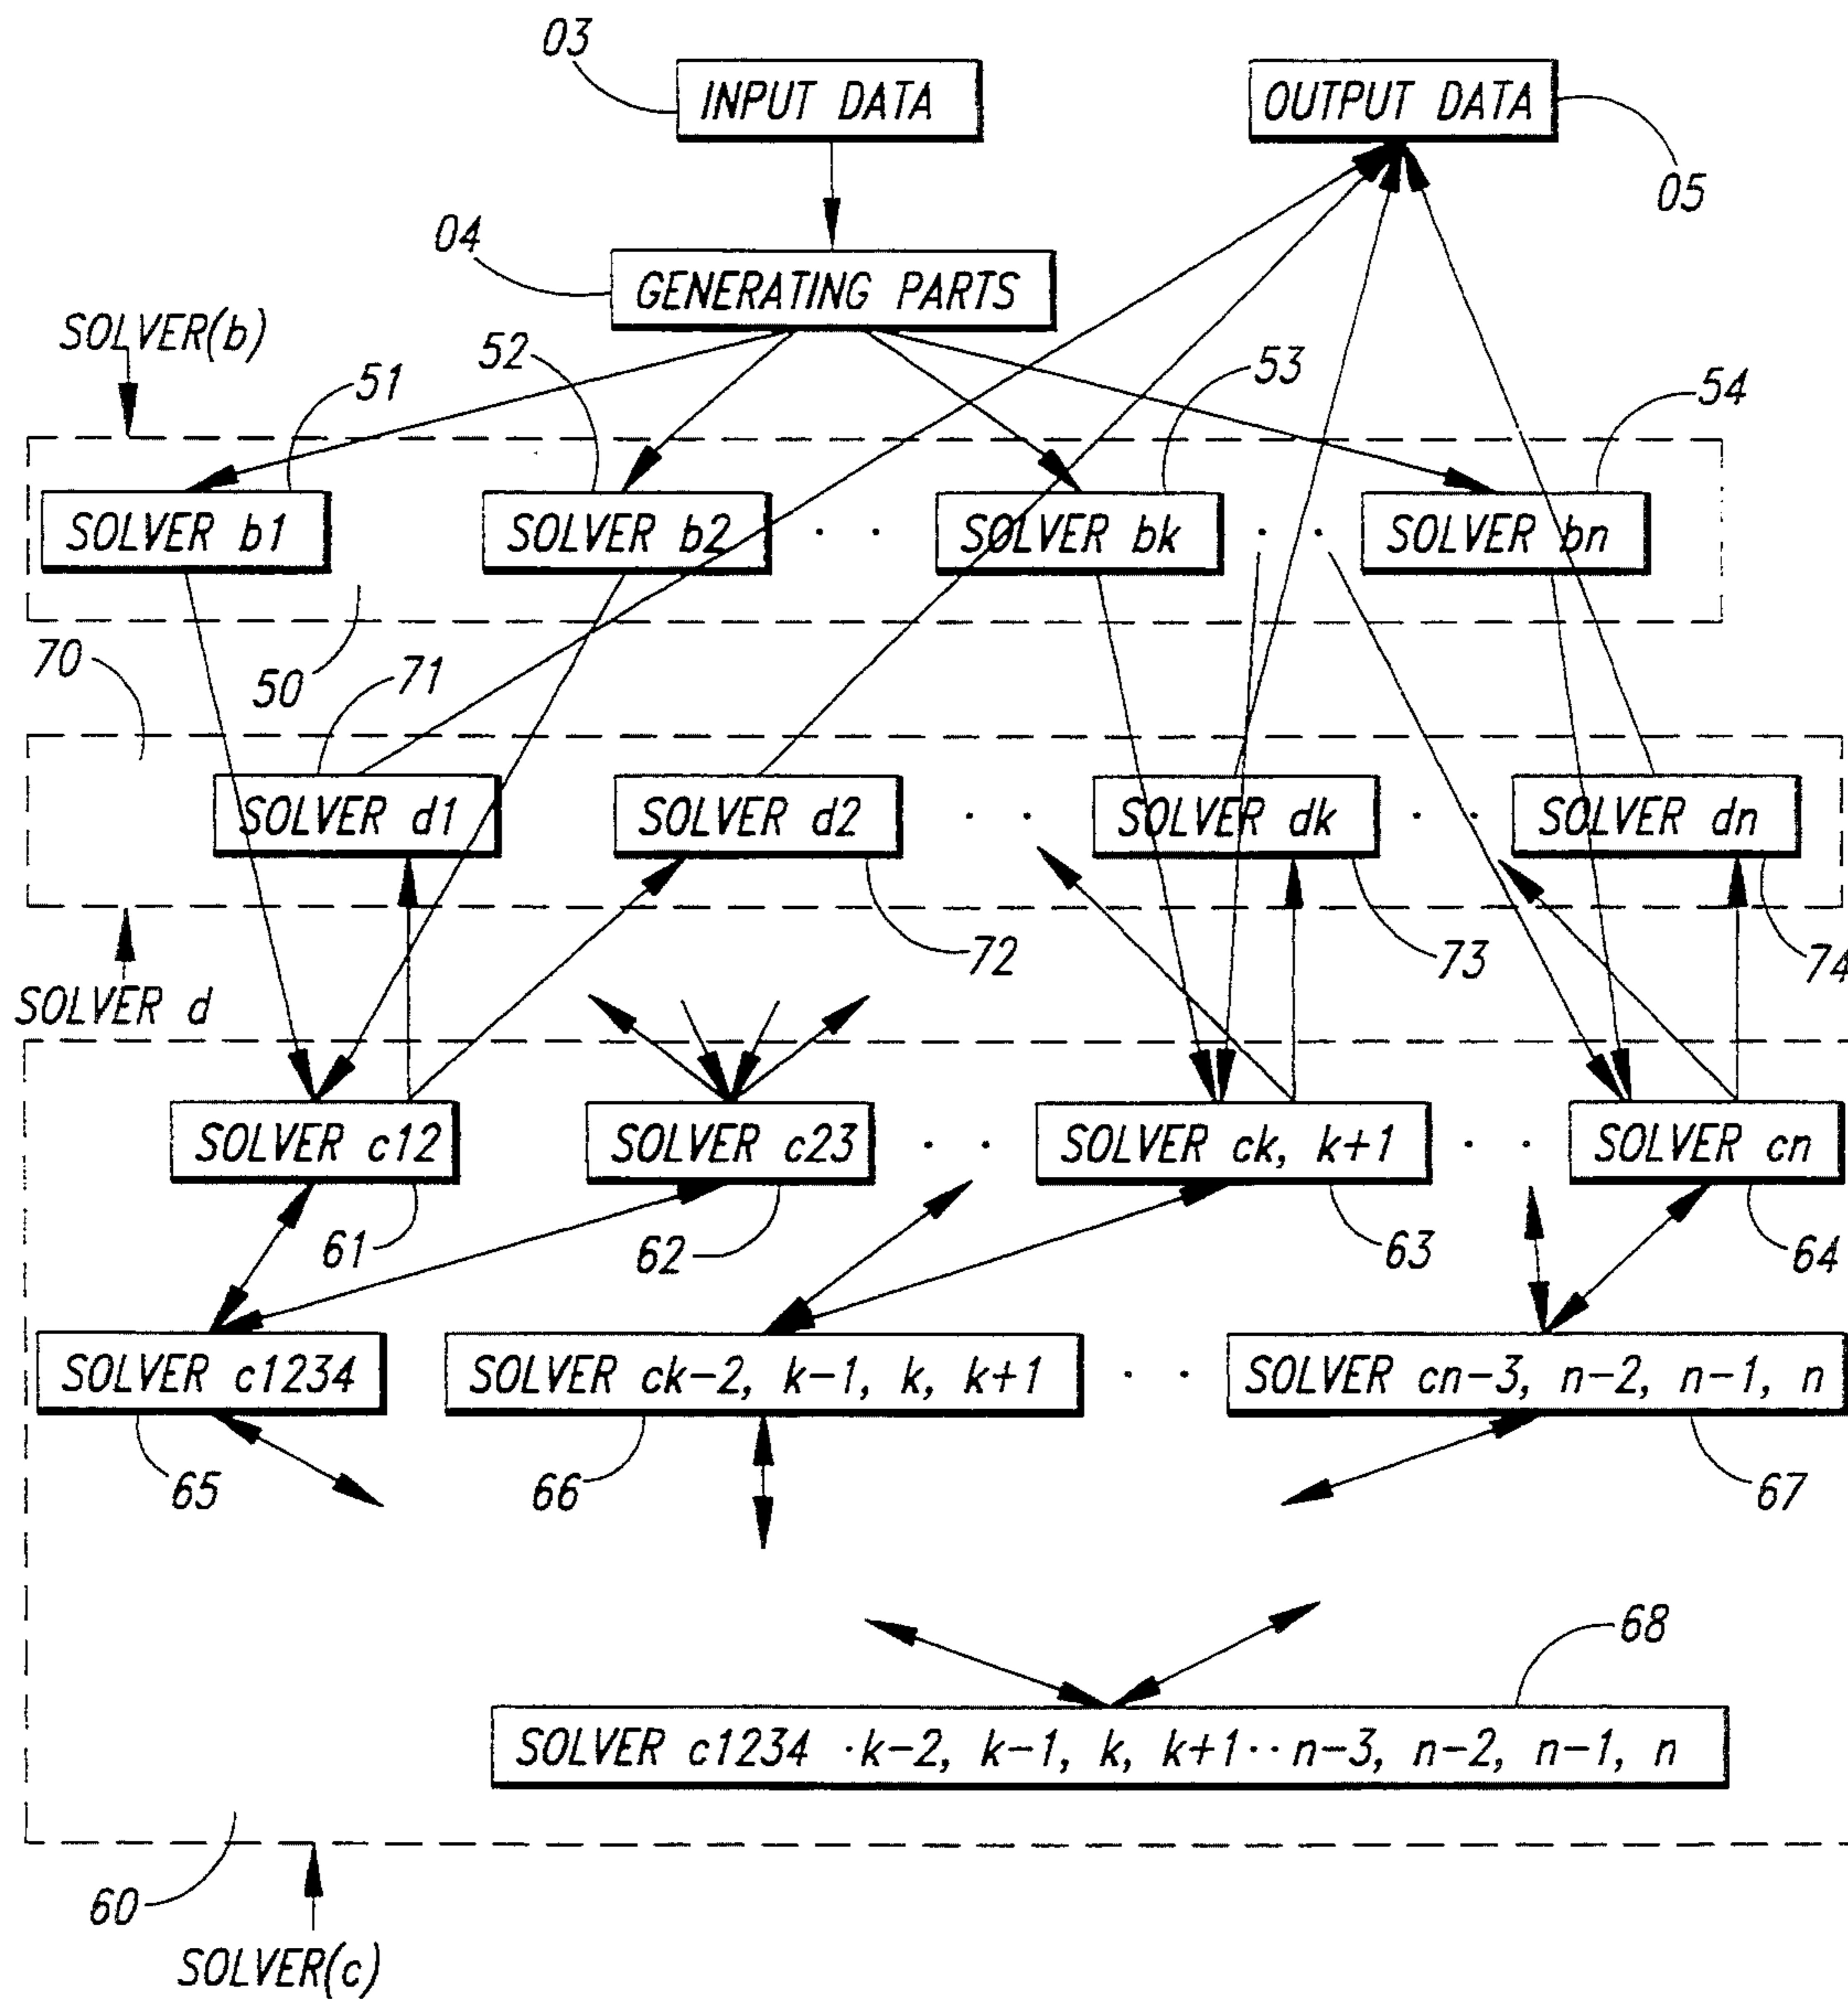 03
INPUT DATA
OUTPUT DATA
05
04
GENERATING PARTS
SOLVER(b)
51
52
53
54
SOLVER b1
SOLVER b2 . .
SOLVER bk . .
SOLVER bn
70
50
71
SOLVER d1
SOLVER d2 . .
SOLVER dk . .
SOLVER dn
72
73
74
SOLVER d
SOLVER c12
SOLVER c23 . .
SOLVER ck, k+1 . .
SOLVER cn
61
62
63
64
SOLVER c1234
SOLVER ck-2, k-1, k, k+1 . .
SOLVER cn-3, n-2, n-1, n
65
66
67
68
SOLVER c1234 ·k-2, k-1, k, k+1··n-3, n-2, n-1, n
60
SOLVER(c)